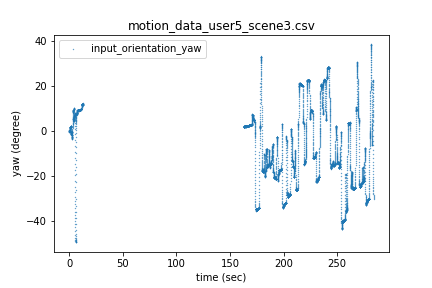 motion_data_user5_scene3.csv
input_orientation_yaw
yaw (degree)
40
20
0
−20
−40
0 50 100 150 200 250
time (sec)